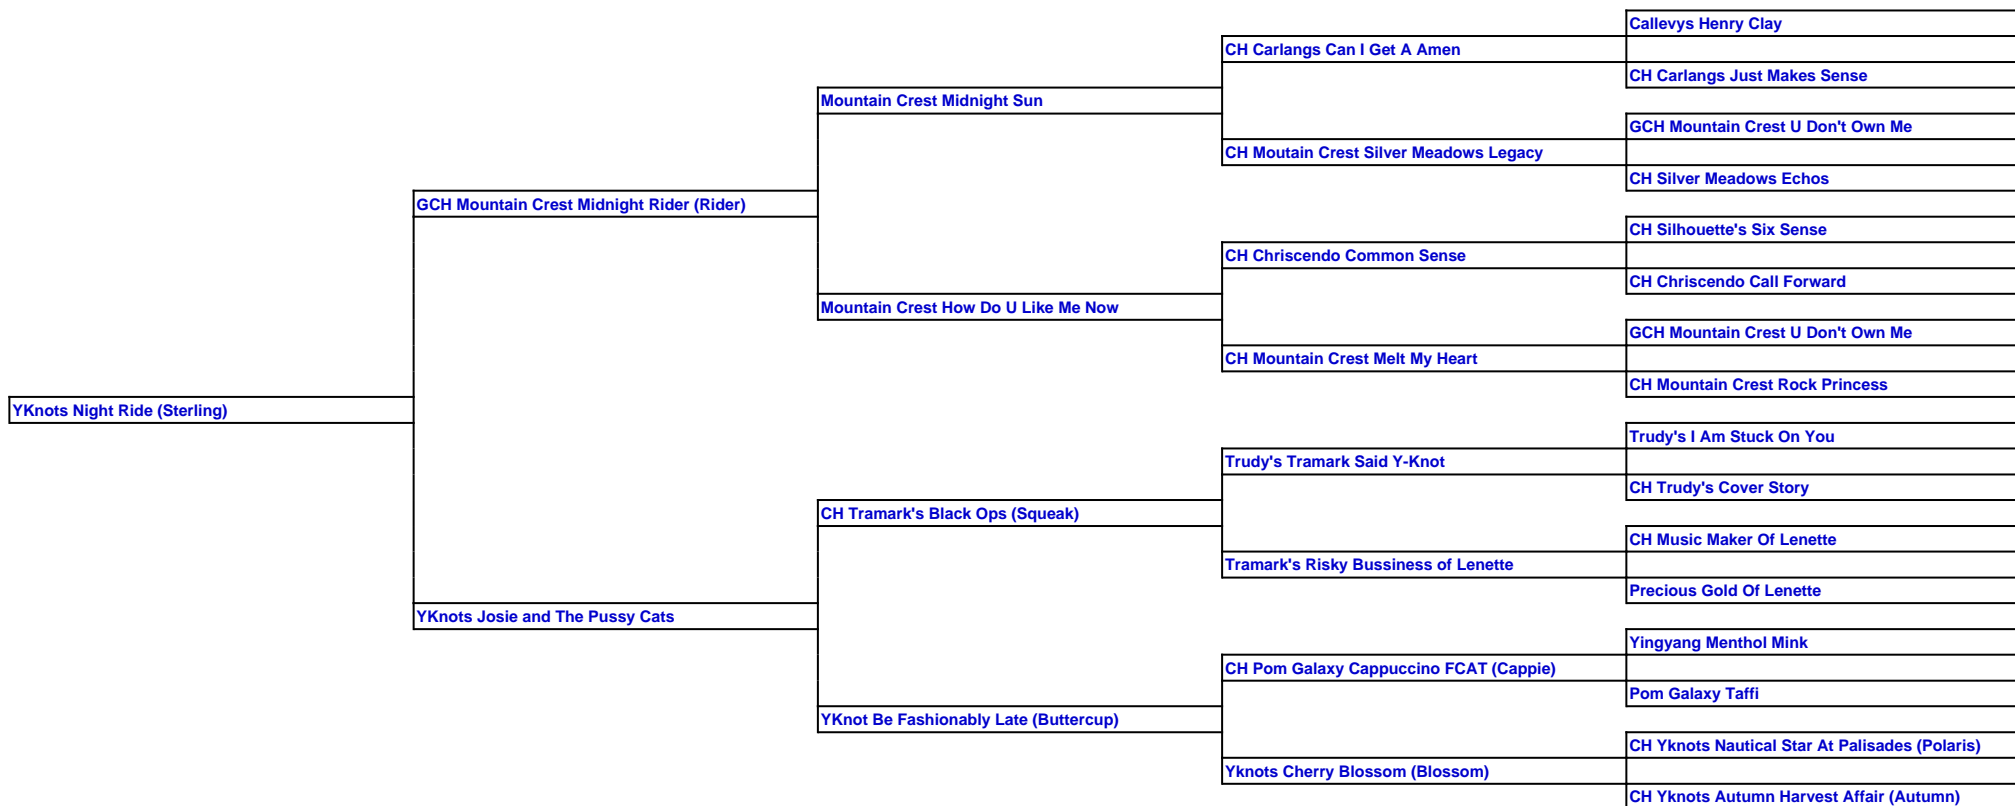 Callevys Henry Clay
CH Carlangs Can I Get A Amen
CH Carlangs Just Makes Sense
Mountain Crest Midnight Sun
GCH Mountain Crest U Don't Own Me
CH Moutain Crest Silver Meadows Legacy
CH Silver Meadows Echos
GCH Mountain Crest Midnight Rider (Rider)
CH Silhouette's Six Sense
CH Chriscendo Common Sense
CH Chriscendo Call Forward
Mountain Crest How Do U Like Me Now
GCH Mountain Crest U Don't Own Me
CH Mountain Crest Melt My Heart
CH Mountain Crest Rock Princess
YKnots Night Ride (Sterling)
Trudy's I Am Stuck On You
Trudy's Tramark Said Y-Knot
CH Trudy's Cover Story
CH Tramark's Black Ops (Squeak)
CH Music Maker Of Lenette
Tramark's Risky Bussiness of Lenette
Precious Gold Of Lenette
YKnots Josie and The Pussy Cats
Yingyang Menthol Mink
CH Pom Galaxy Cappuccino FCAT (Cappie)
Pom Galaxy Taffi
YKnot Be Fashionably Late (Buttercup)
CH Yknots Nautical Star At Palisades (Polaris)
Yknots Cherry Blossom (Blossom)
CH Yknots Autumn Harvest Affair (Autumn)